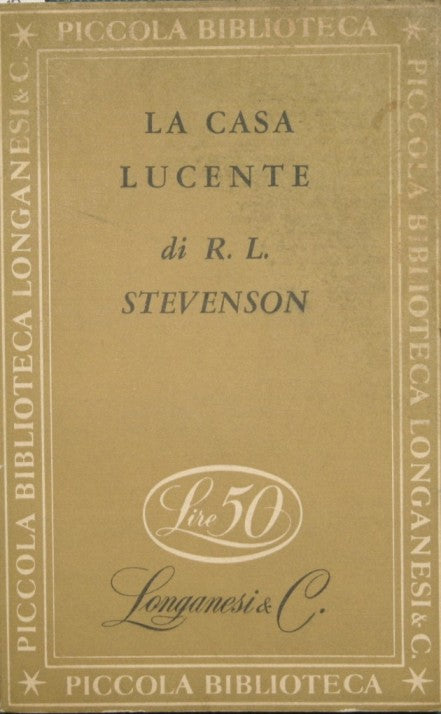 PICCOLA BIBLIOTECA
PICCOLA BIBLIOTECA LONGANESI & C.
PICCOLA BIBLIOTECA LONGANESI & C.
LA CASA
LUCENTE
di R. L.
STEVENSON
Lire 50
Longanesi & C.
PICCOLA BIBLIOTECA